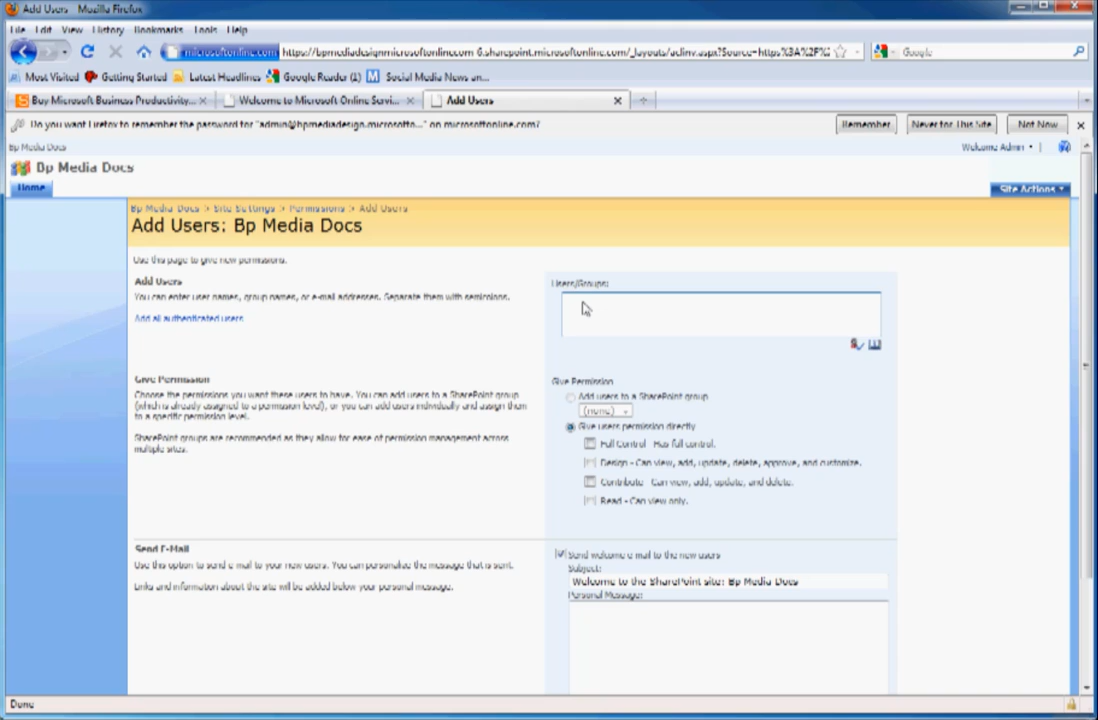 Add Users - Mozilla Firefox
File Edit View History Bookmarks Tools Help
microsoftonline.com https://bpmediadesignmicrosoftonlinecom-6.sharepoint.microsoftonline.com/_layouts/aclinv.aspx?Source=https%3A%2F%2 Google
Most Visited Getting Started Latest Headlines Google Reader (1) Social Media News an...
Buy Microsoft Business Productivity... Welcome to Microsoft Online Servi... Add Users
Do you want Firefox to remember the password for "admin@bpmediadesign.microsofto..." on microsoftonline.com? Remember Never for This Site Not Now
Bp Media Docs Welcome Admin
Bp Media Docs
Home Site Actions
Bp Media Docs > Site Settings > Permissions > Add Users
Add Users: Bp Media Docs
Use this page to give new permissions.
Add Users
You can enter user names, group names, or e-mail addresses. Separate them with semicolons.
Add all authenticated users
Users/Groups:
Give Permission
Choose the permissions you want these users to have. You can add users to a SharePoint group
(which is already assigned to a permission level), or you can add users individually and assign them
to a specific permission level.
SharePoint groups are recommended as they allow for ease of permission management across
multiple sites.
Give Permission
Add users to a SharePoint group
(none)
Give users permission directly
Full Control - Has full control.
Design - Can view, add, update, delete, approve, and customize.
Contribute - Can view, add, update, and delete.
Read - Can view only.
Send E-Mail
Use this option to send e-mail to your new users. You can personalize the message that is sent.
Links and information about the site will be added below your personal message.
Send welcome e-mail to the new users
Subject:
Welcome to the SharePoint site: Bp Media Docs
Personal Message:
Done